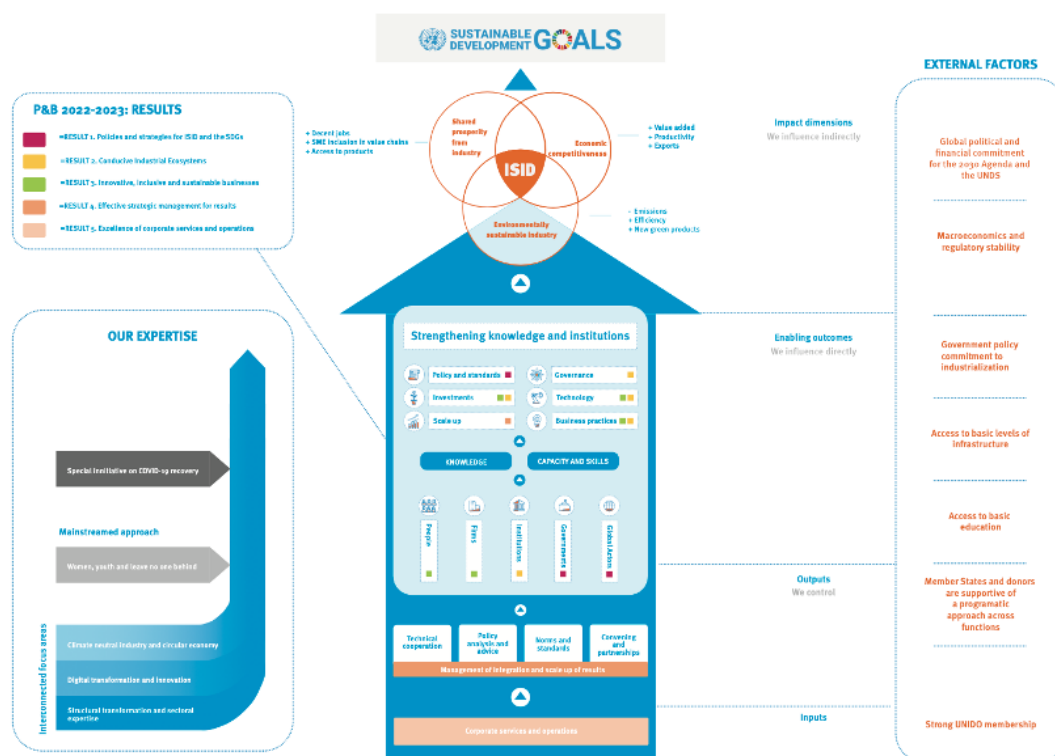 SUSTAINABLE
DEVELOPMENT
GOALS
P&B 2022-2023: RESULTS
=RESULT 1. Policies and strategies for ISID and the SDGs
=RESULT 2. Conducive Industrial Ecosystems
=RESULT 3. Innovative, inclusive and sustainable businesses
=RESULT 4. Effective strategic management for results
=RESULT 5. Excellence of corporate services and operations
+ Decent jobs
+ SME inclusion in value chains
+ Access to products
Shared
prosperity
from
industry
Economic
competitiveness
ISID
Environmentally
sustainable industry
+ Value added
+ Productivity
+ Exports
- Emissions
+ Efficiency
+ New green products
Impact dimensions
We influence indirectly
Enabling outcomes
We influence directly
Outputs
We control
Inputs
OUR EXPERTISE
Special innitiative on COVID-19 recovery
Mainstreamed approach
Women, youth and leave no one behind
Interconnected focus areas
Climate neutral industry and circular economy
Digital transformation and innovation
Structural transformation and sectoral
expertise
Strengthening knowledge and institutions
Policy and standards
Governance
Investments
Technology
Scale-up
Business practices
KNOWLEDGE
CAPACITY AND SKILLS
People
Firms
Institutions
Governments
Global Actors
Technical
cooperation
Policy
analysis and
advice
Norms and
standards
Convening
and
partnerships
Management of integration and scale up of results
Corporate services and operations
EXTERNAL FACTORS
Global political and
financial commitment
for the 2030 Agenda and
the UNDS
Macroeconomics and
regulatory stability
Government policy
commitment to
industrialization
Access to basic levels of
infrastructure
Access to basic
education
Member States and donors
are supportive of
a programatic
approach across
functions
Strong UNIDO membership